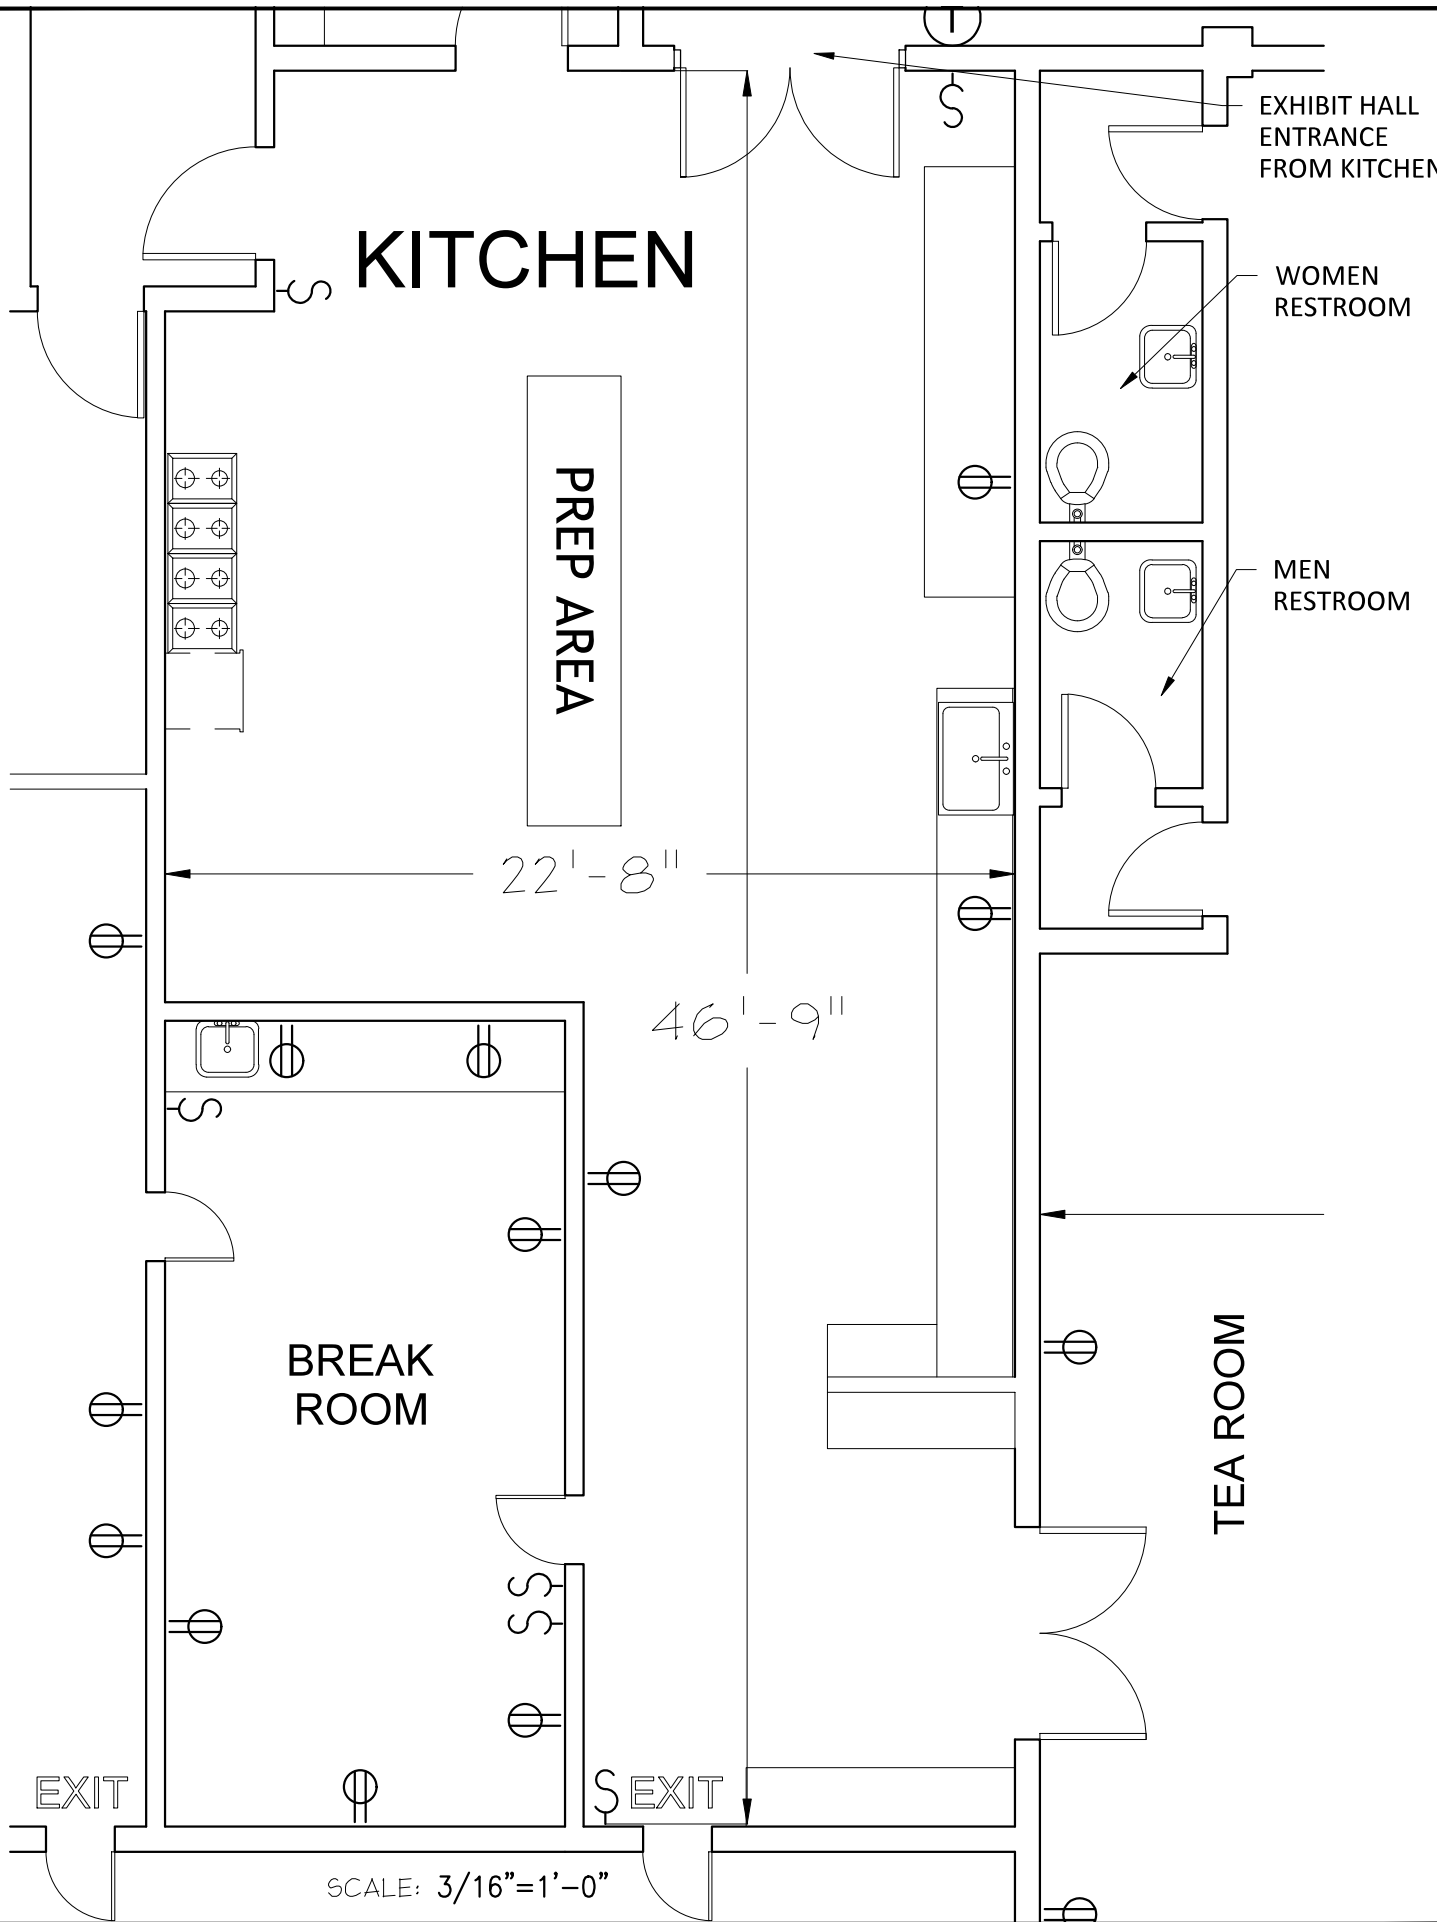 EXHIBIT HALL
ENTRANCE
FROM KITCHEN
KITCHEN
WOMEN
RESTROOM
PREP AREA
MEN
RESTROOM
22'-8"
46'-9"
BREAK
ROOM
TEA ROOM
EXIT
S EXIT
SCALE: 3/16"=1'-0"